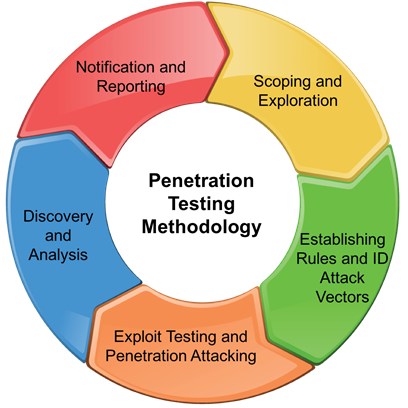 Notification and
Reporting
Scoping and
Exploration
Penetration
Testing
Methodology
Discovery
and
Analysis
Establishing
Rules and ID
Attack
Vectors
Exploit Testing and
Penetration Attacking